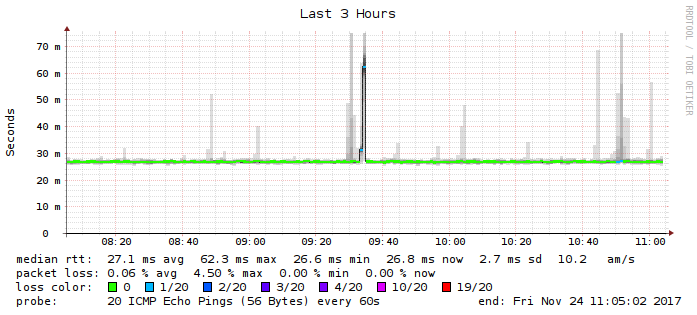 Last 3 Hours
RRDTOOL / TOBI OETIKER
Seconds
70 m
60 m
50 m
40 m
30 m
20 m
10 m
0
08:20 08:40 09:00 09:20 09:40 10:00 10:20 10:40 11:00
median rtt: 27.1 ms avg 62.3 ms max 26.6 ms min 26.8 ms now 2.7 ms sd 10.2 am/s
packet loss: 0.06 % avg 4.50 % max 0.00 % min 0.00 % now
loss color: 0 1/20 2/20 3/20 4/20 10/20 19/20
probe: 20 ICMP Echo Pings (56 Bytes) every 60s end: Fri Nov 24 11:05:02 2017